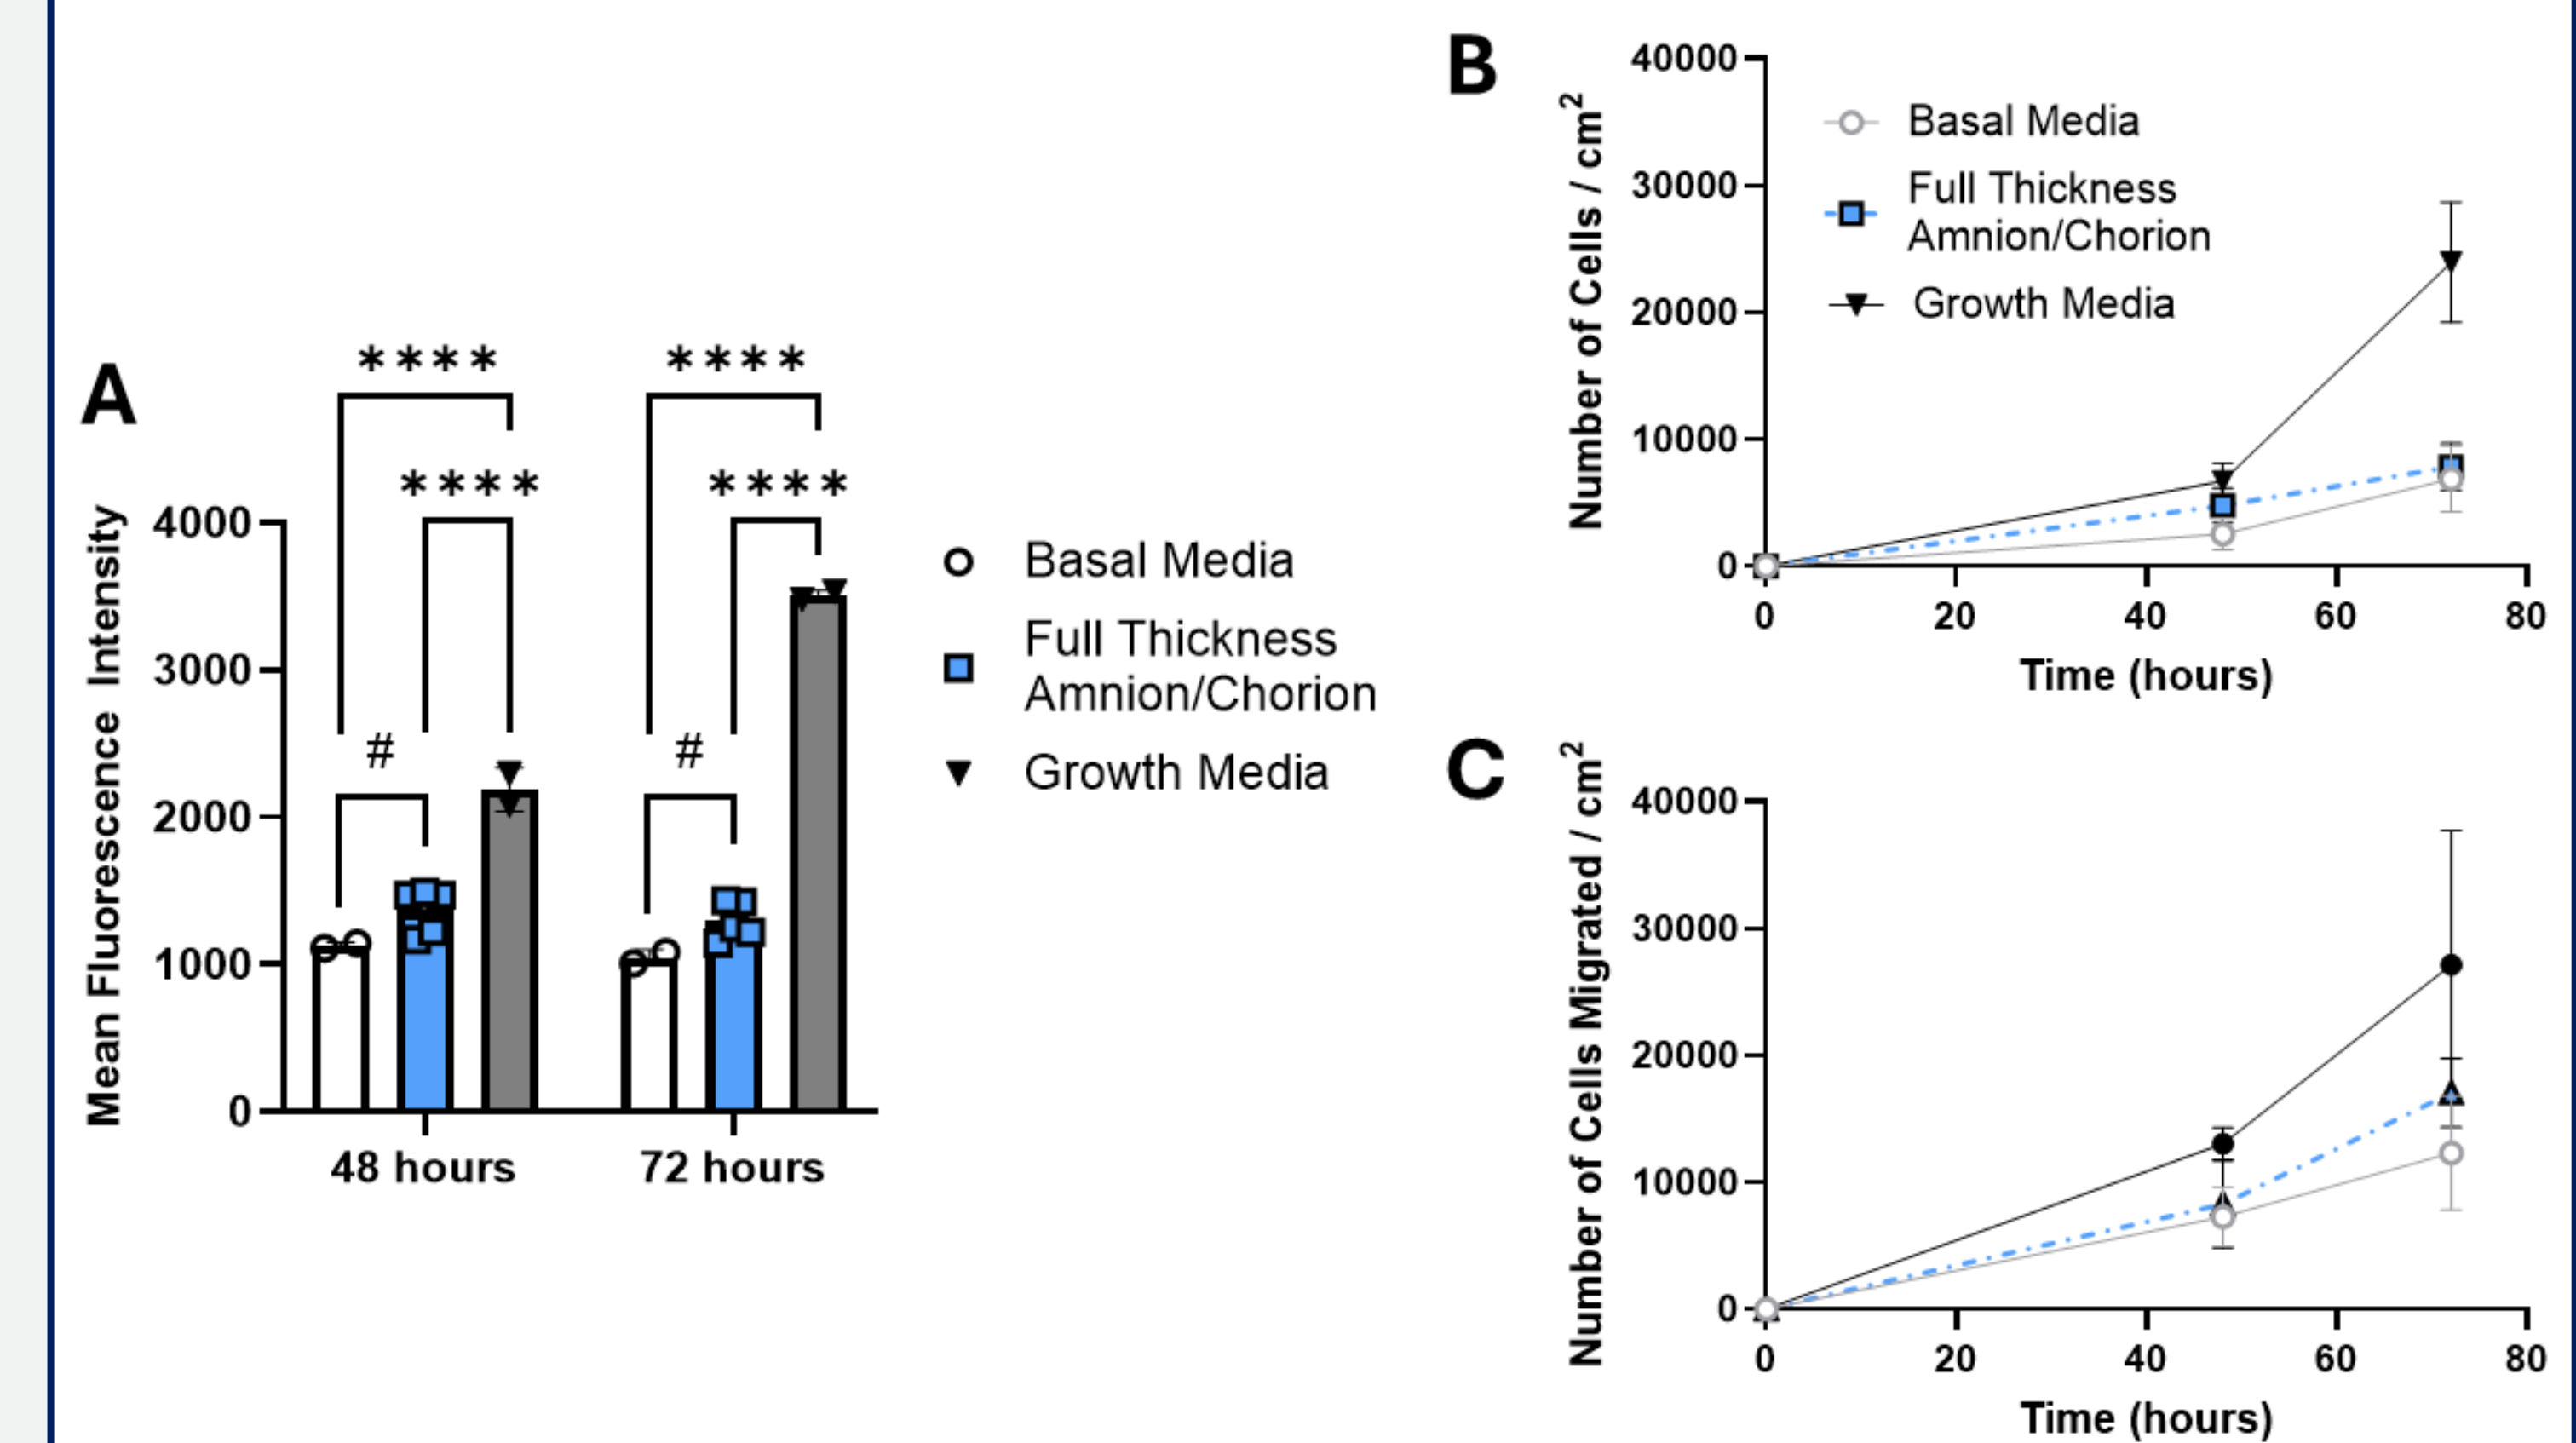 A
****
****
****
****
#
#
Mean Fluorescence Intensity
4000
3000
2000
1000
0
48 hours
72 hours
Basal Media
Full Thickness
Amnion/Chorion
Growth Media
B
Number of Cells / cm²
40000
30000
20000
10000
0
Basal Media
Full Thickness
Amnion/Chorion
Growth Media
0 20 40 60 80
Time (hours)
C
Number of Cells Migrated / cm²
40000
30000
20000
10000
0
0 20 40 60 80
Time (hours)